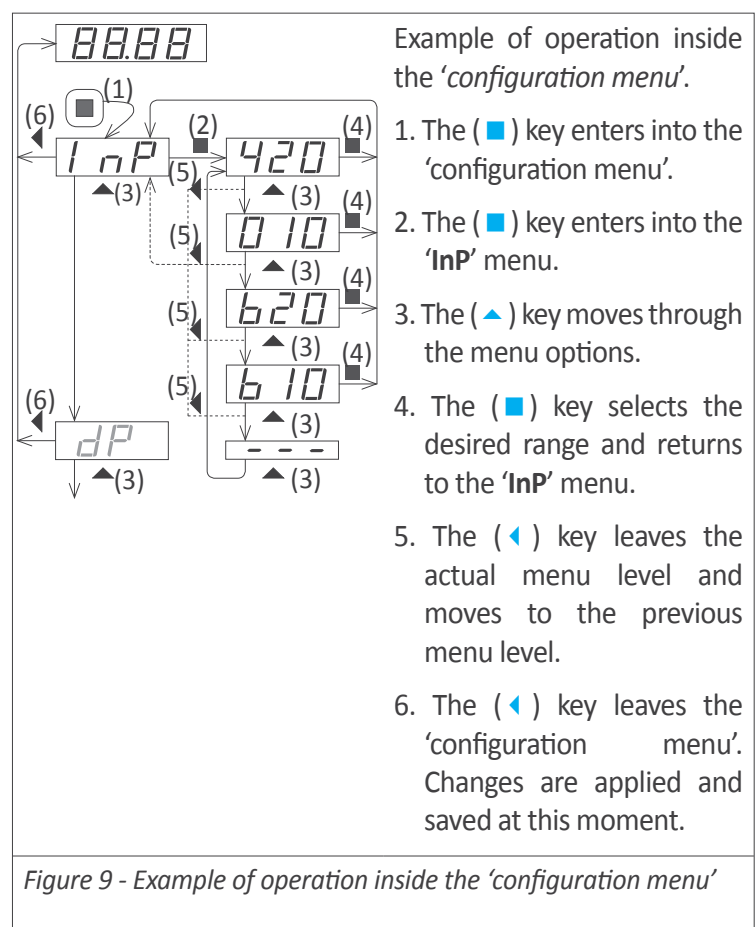 88.88
(1)
(6)
InP
(2)
420
(4)
(3)
(5)
(3)
010
(4)
(5)
(3)
b20
(4)
(5)
(3)
b10
(4)
(5)
(3)
(6)
dP
- - -
(3)
(3)
Example of operation inside
the ‘configuration menu’.
1. The ( ■ ) key enters into the
‘configuration menu’.
2. The ( ■ ) key enters into the
‘InP’ menu.
3. The ( ▲ ) key moves through
the menu options.
4. The ( ■ ) key selects the
desired range and returns
to the ‘InP’ menu.
5. The ( ◀ ) key leaves the
actual menu level and
moves to the previous
menu level.
6. The ( ◀ ) key leaves the
‘configuration menu’.
Changes are applied and
saved at this moment.
Figure 9 - Example of operation inside the ‘configuration menu’